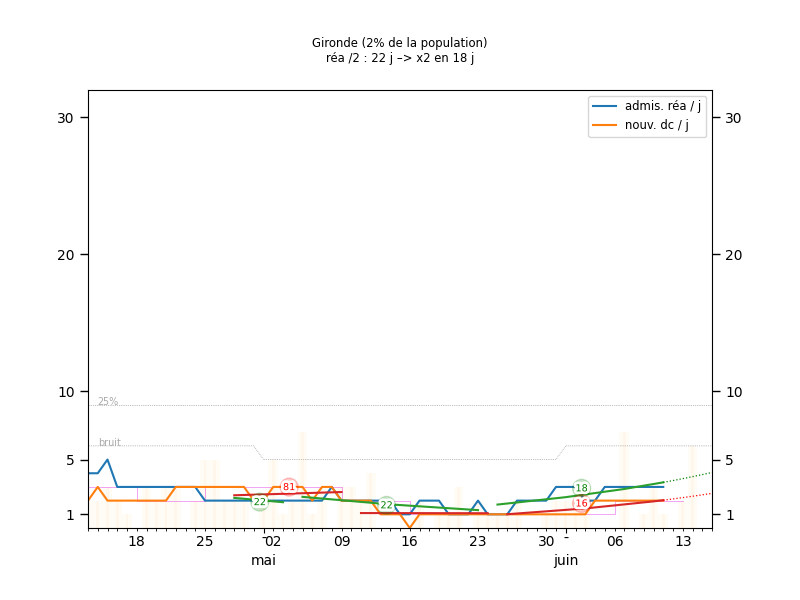 Gironde (2% de la population)
réa /2 : 22 j –> x2 en 18 j
admis. réa / j
nouv. dc / j
30 30
20 20
10 10
25%
bruit
5 5
81
22
22
18
16
1 1
18 25 02 09 16 23 30 06 13
mai juin